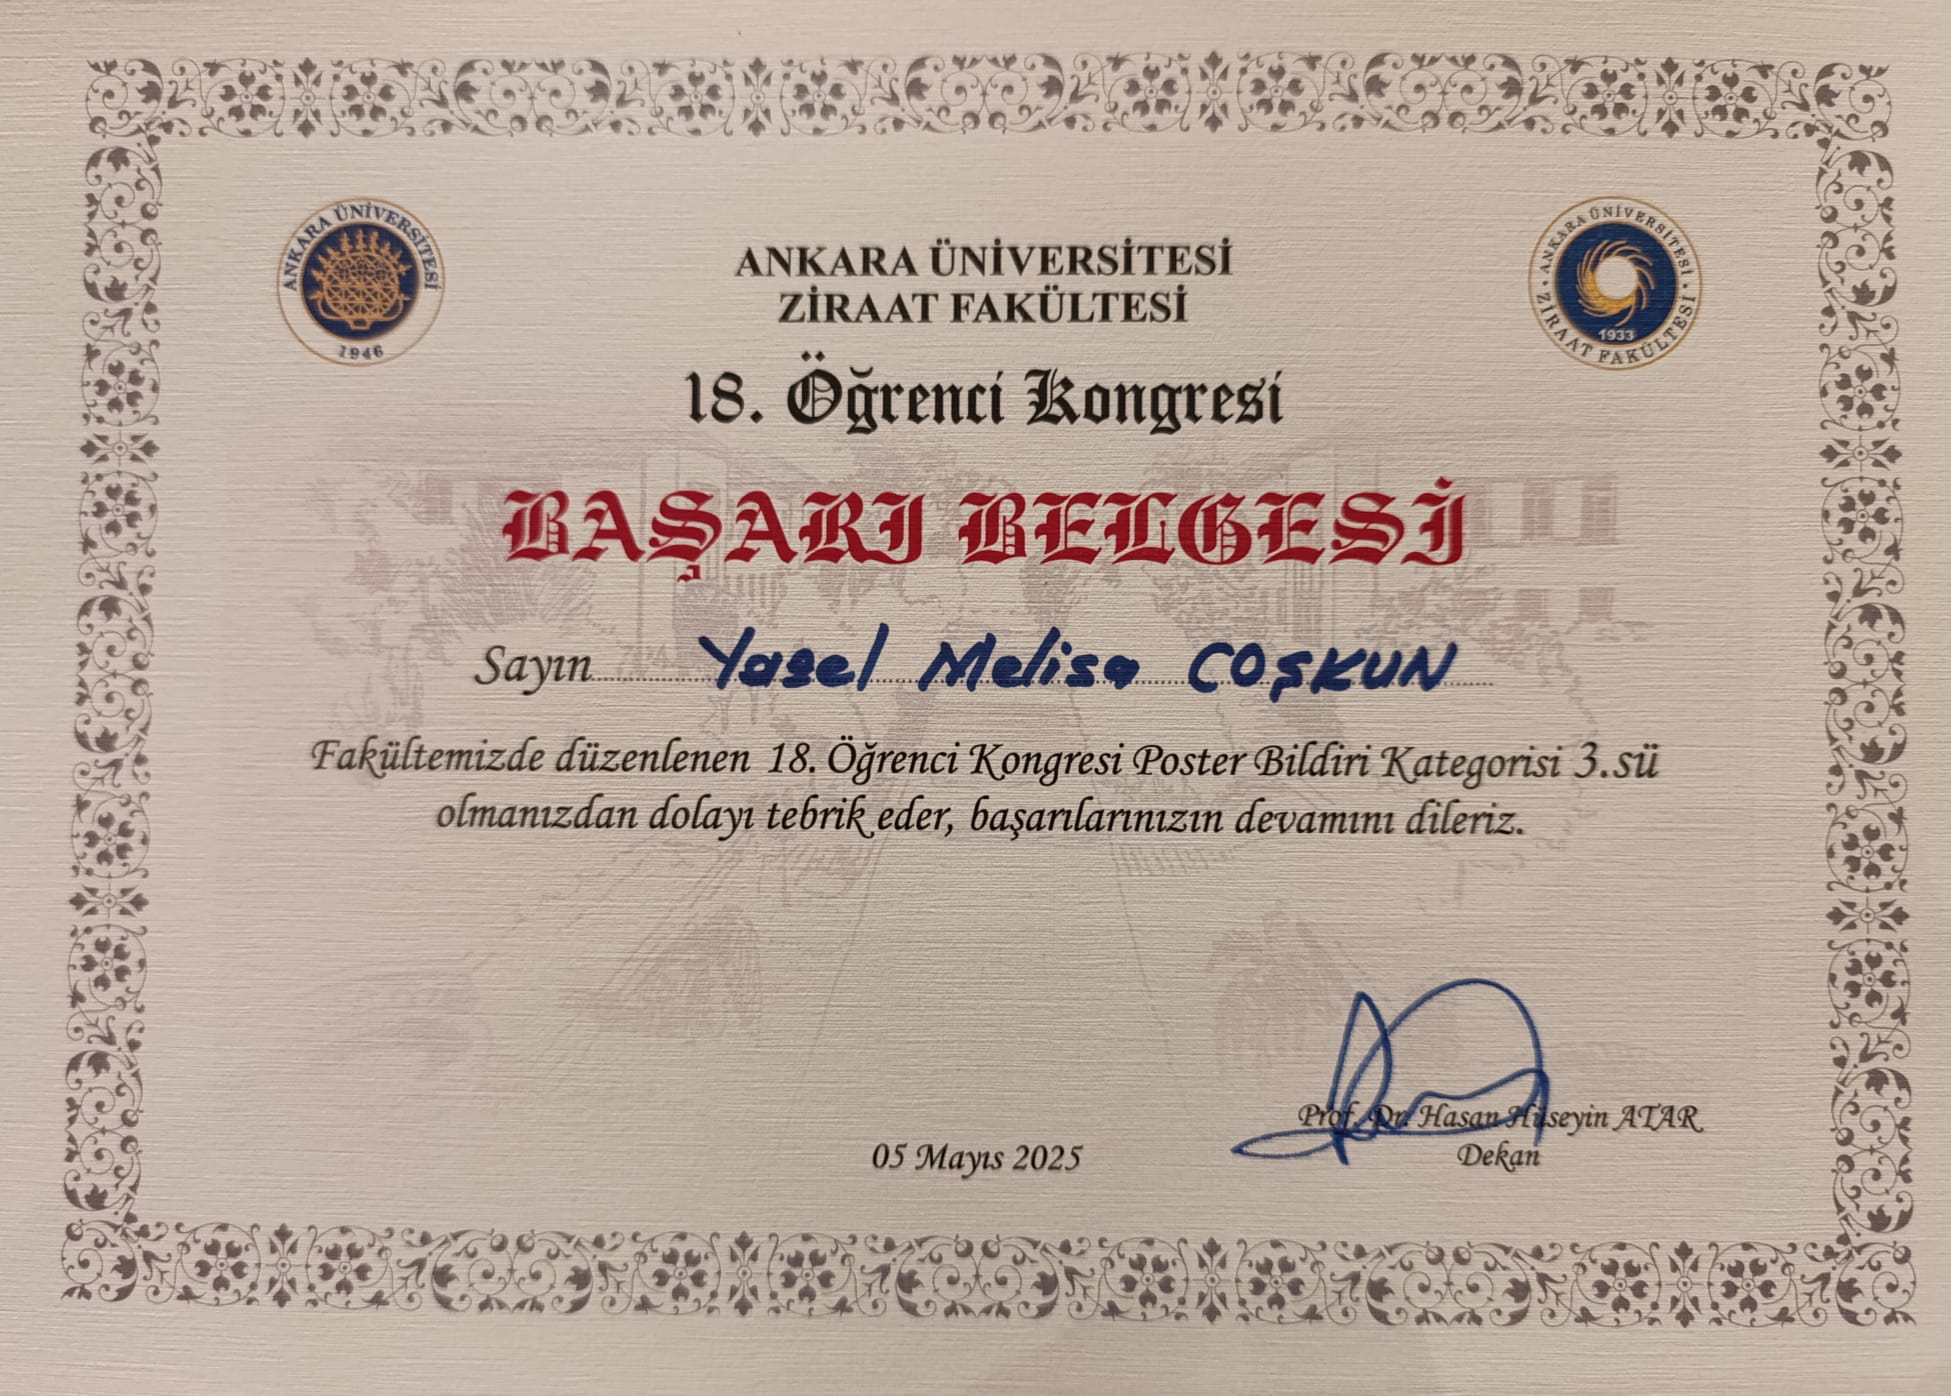 ANKARA ÜNİVERSİTESİ
1946
ANKARA ÜNİVERSİTESİ
ZİRAAT FAKÜLTESİ
1933
ANKARA ÜNİVERSİTESİ
ZİRAAT FAKÜLTESİ
18. Öğrenci Kongresi
BAŞARI BELGESİ
Sayın Yasel Melisa COŞKUN
Fakültemizde düzenlenen 18. Öğrenci Kongresi Poster Bildiri Kategorisi 3.sü
olmanızdan dolayı tebrik eder, başarılarınızın devamını dileriz.
Prof. Dr. Hasan Hüseyin ATAR
05 Mayıs 2025 Dekan